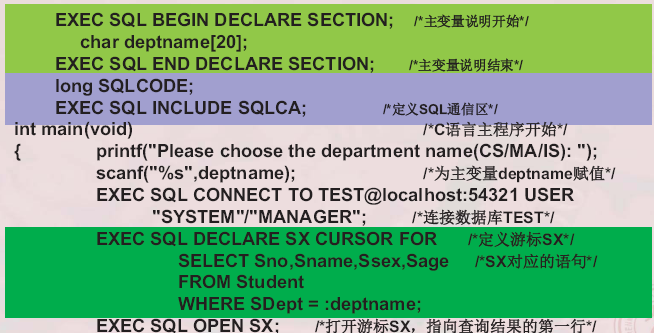 EXEC SQL BEGIN DECLARE SECTION; /*主变量说明开始*/
char deptname[20];
EXEC SQL END DECLARE SECTION; /*主变量说明结束*/
long SQLCODE;
EXEC SQL INCLUDE SQLCA; /*定义SQL通信区*/
int main(void) /*C语言主程序开始*/
{ printf("Please choose the department name(CS/MA/IS): ");
scanf("%s",deptname); /*为主变量deptname赋值*/
EXEC SQL CONNECT TO TEST@localhost:54321 USER
"SYSTEM"/"MANAGER"; /*连接数据库TEST*/
EXEC SQL DECLARE SX CURSOR FOR /*定义游标SX*/
SELECT Sno,Sname,Ssex,Sage /*SX对应的语句*/
FROM Student
WHERE SDept = :deptname;
EXEC SQL OPEN SX; /*打开游标SX，指向查询结果的第一行*/